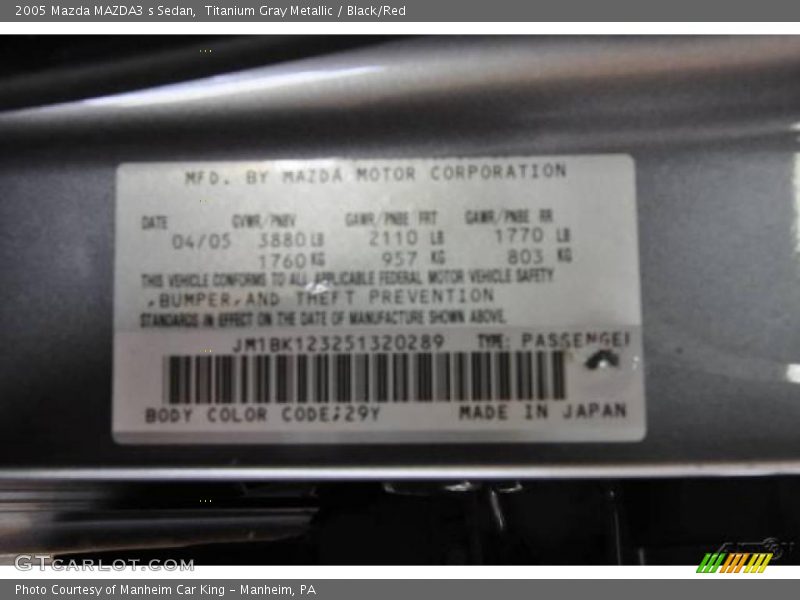 2005 Mazda MAZDA3 s Sedan,  Titanium Gray Metallic / Black/Red
MFD. BY MAZDA MOTOR CORPORATION
DATE GVWR/PNBV GAWR/PNBE FRT GAWR/PNBE RR
04/05 3880 LB 2110 LB 1770 LB
1760 KG 957 KG 803 KG
THIS VEHICLE CONFORMS TO ALL APPLICABLE FEDERAL MOTOR VEHICLE SAFETY
,BUMPER,AND THEFT PREVENTION
STANDARDS IN EFFECT ON THE DATE OF MANUFACTURE SHOWN ABOVE.
JM1BK123251320289 TYPE: PASSENGE
BODY COLOR CODE:29Y MADE IN JAPAN
GTCARLOT.COM
Photo Courtesy of Manheim Car King - Manheim, PA